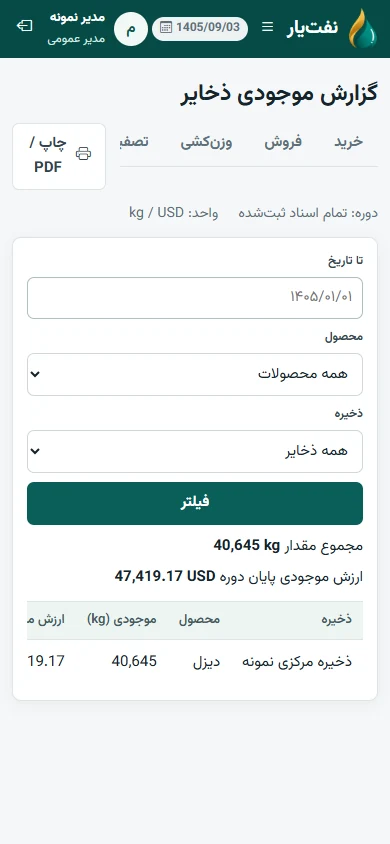 نفت‌یار
1405/09/03
م
مدیر نمونه
مدیر عمومی
گزارش موجودی ذخایر
خرید فروش وزن‌کشی تصفی
چاپ /
PDF
دوره: تمام اسناد ثبت‌شده واحد: kg / USD
تا تاریخ
۱۴۰۵/۰۱/۰۱
محصول
همه محصولات
ذخیره
همه ذخایر
فیلتر
مجموع مقدار 40,645 kg
ارزش موجودی پایان دوره 47,419.17 USD
ذخیره محصول موجودی (kg) ارزش م
ذخیره مرکزی نمونه دیزل 40,645 19.17